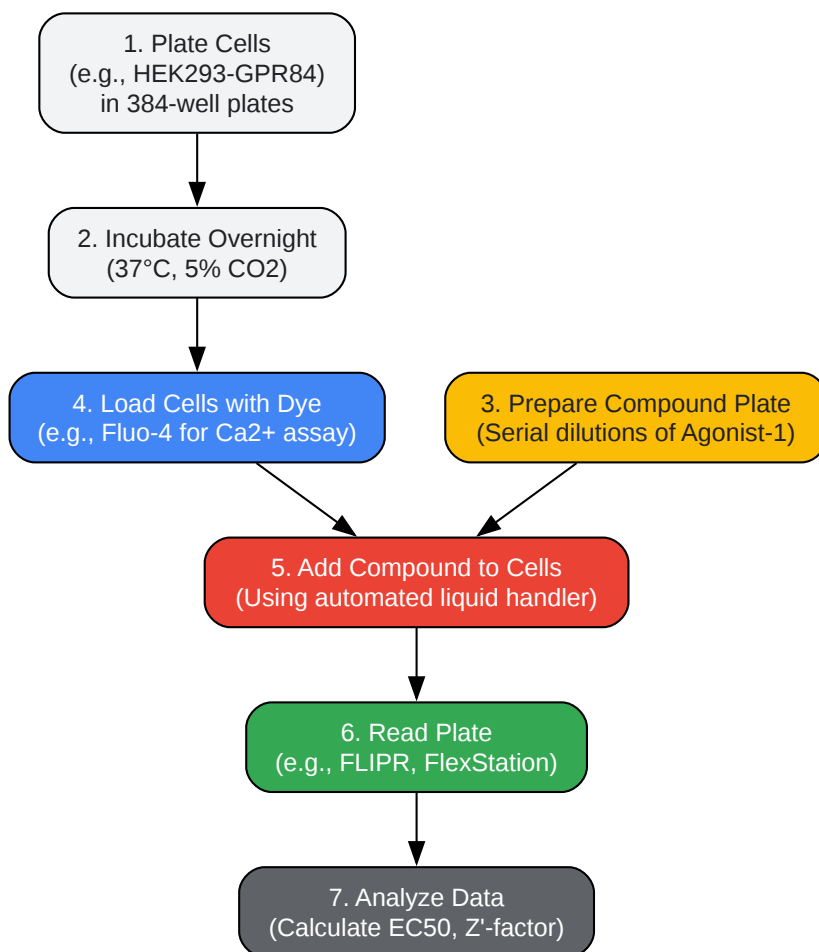 1. Plate Cells
(e.g., HEK293-GPR84)
in 384-well plates
2. Incubate Overnight
(37°C, 5% CO2)
4. Load Cells with Dye
(e.g., Fluo-4 for Ca2+ assay)
3. Prepare Compound Plate
(Serial dilutions of Agonist-1)
5. Add Compound to Cells
(Using automated liquid handler)
6. Read Plate
(e.g., FLIPR, FlexStation)
7. Analyze Data
(Calculate EC50, Z'-factor)